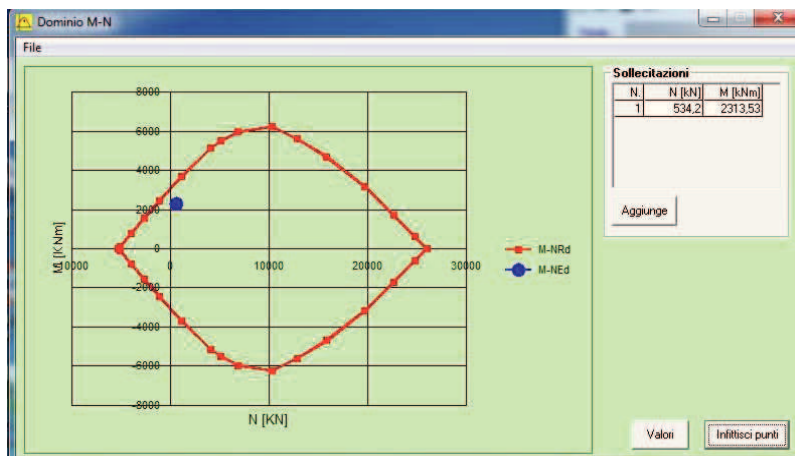 Dominio M-N
File
8000
6000
4000
2000
0
-2000
-4000
-6000
-8000
M [KNm]
-10000
0
10000
20000
30000
N [KN]
M-NRd
M-NEd
Sollecitazioni
N. N [kN] M [kNm]
1 534,2 2313,53
Aggiunge
Valori
Infittisci punti